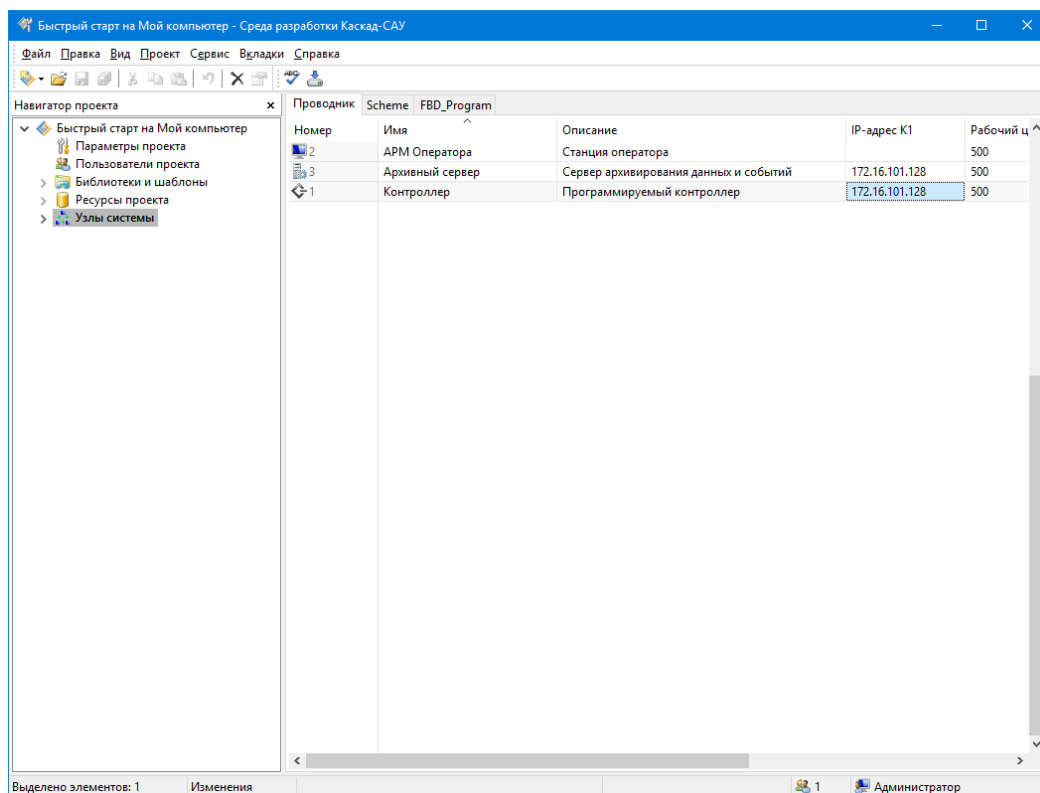 Быстрый старт на Мой компьютер - Среда разработки Каскад-САУ
Файл Правка Вид Проект Сервис Вкладки Справка
ABC
Навигатор проекта
Быстрый старт на Мой компьютер
Параметры проекта
Пользователи проекта
Библиотеки и шаблоны
Ресурсы проекта
Узлы системы
Проводник Scheme FBD_Program
Номер Имя Описание IP-адрес K1 Рабочий ц
2 АРМ Оператора Станция оператора 500
3 Архивный сервер Сервер архивирования данных и событий 172.16.101.128 500
1 Контроллер Программируемый контроллер 172.16.101.128 500
Выделено элементов: 1 Изменения 1 Администратор